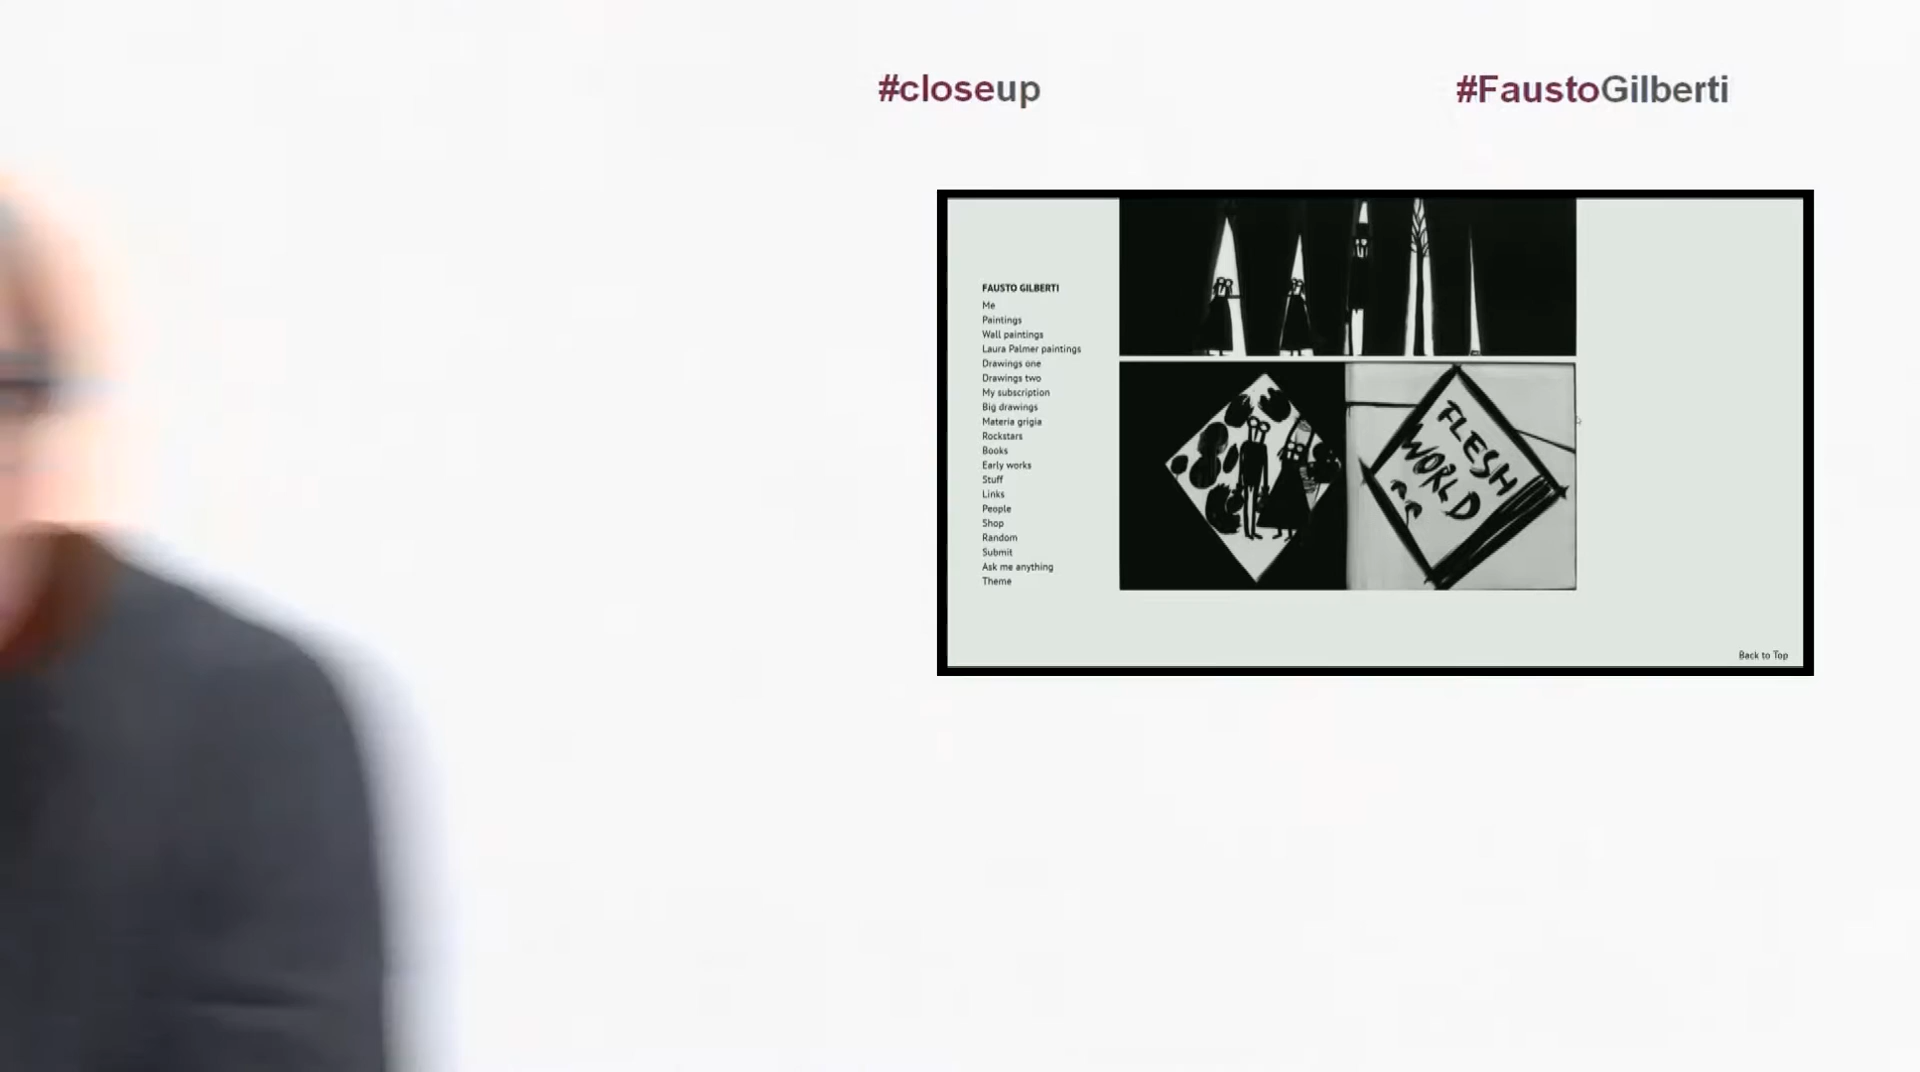 #closeup
#FaustoGilberti
FAUSTO GILBERTI
Me
Paintings
Wall paintings
Laura Palmer paintings
Drawings one
Drawings two
My subscription
Big drawings
Materia grigia
Rockstars
Books
Early works
Stuff
Links
People
Shop
Random
Submit
Ask me anything
Theme
FLESH
WORLD
Back to Top